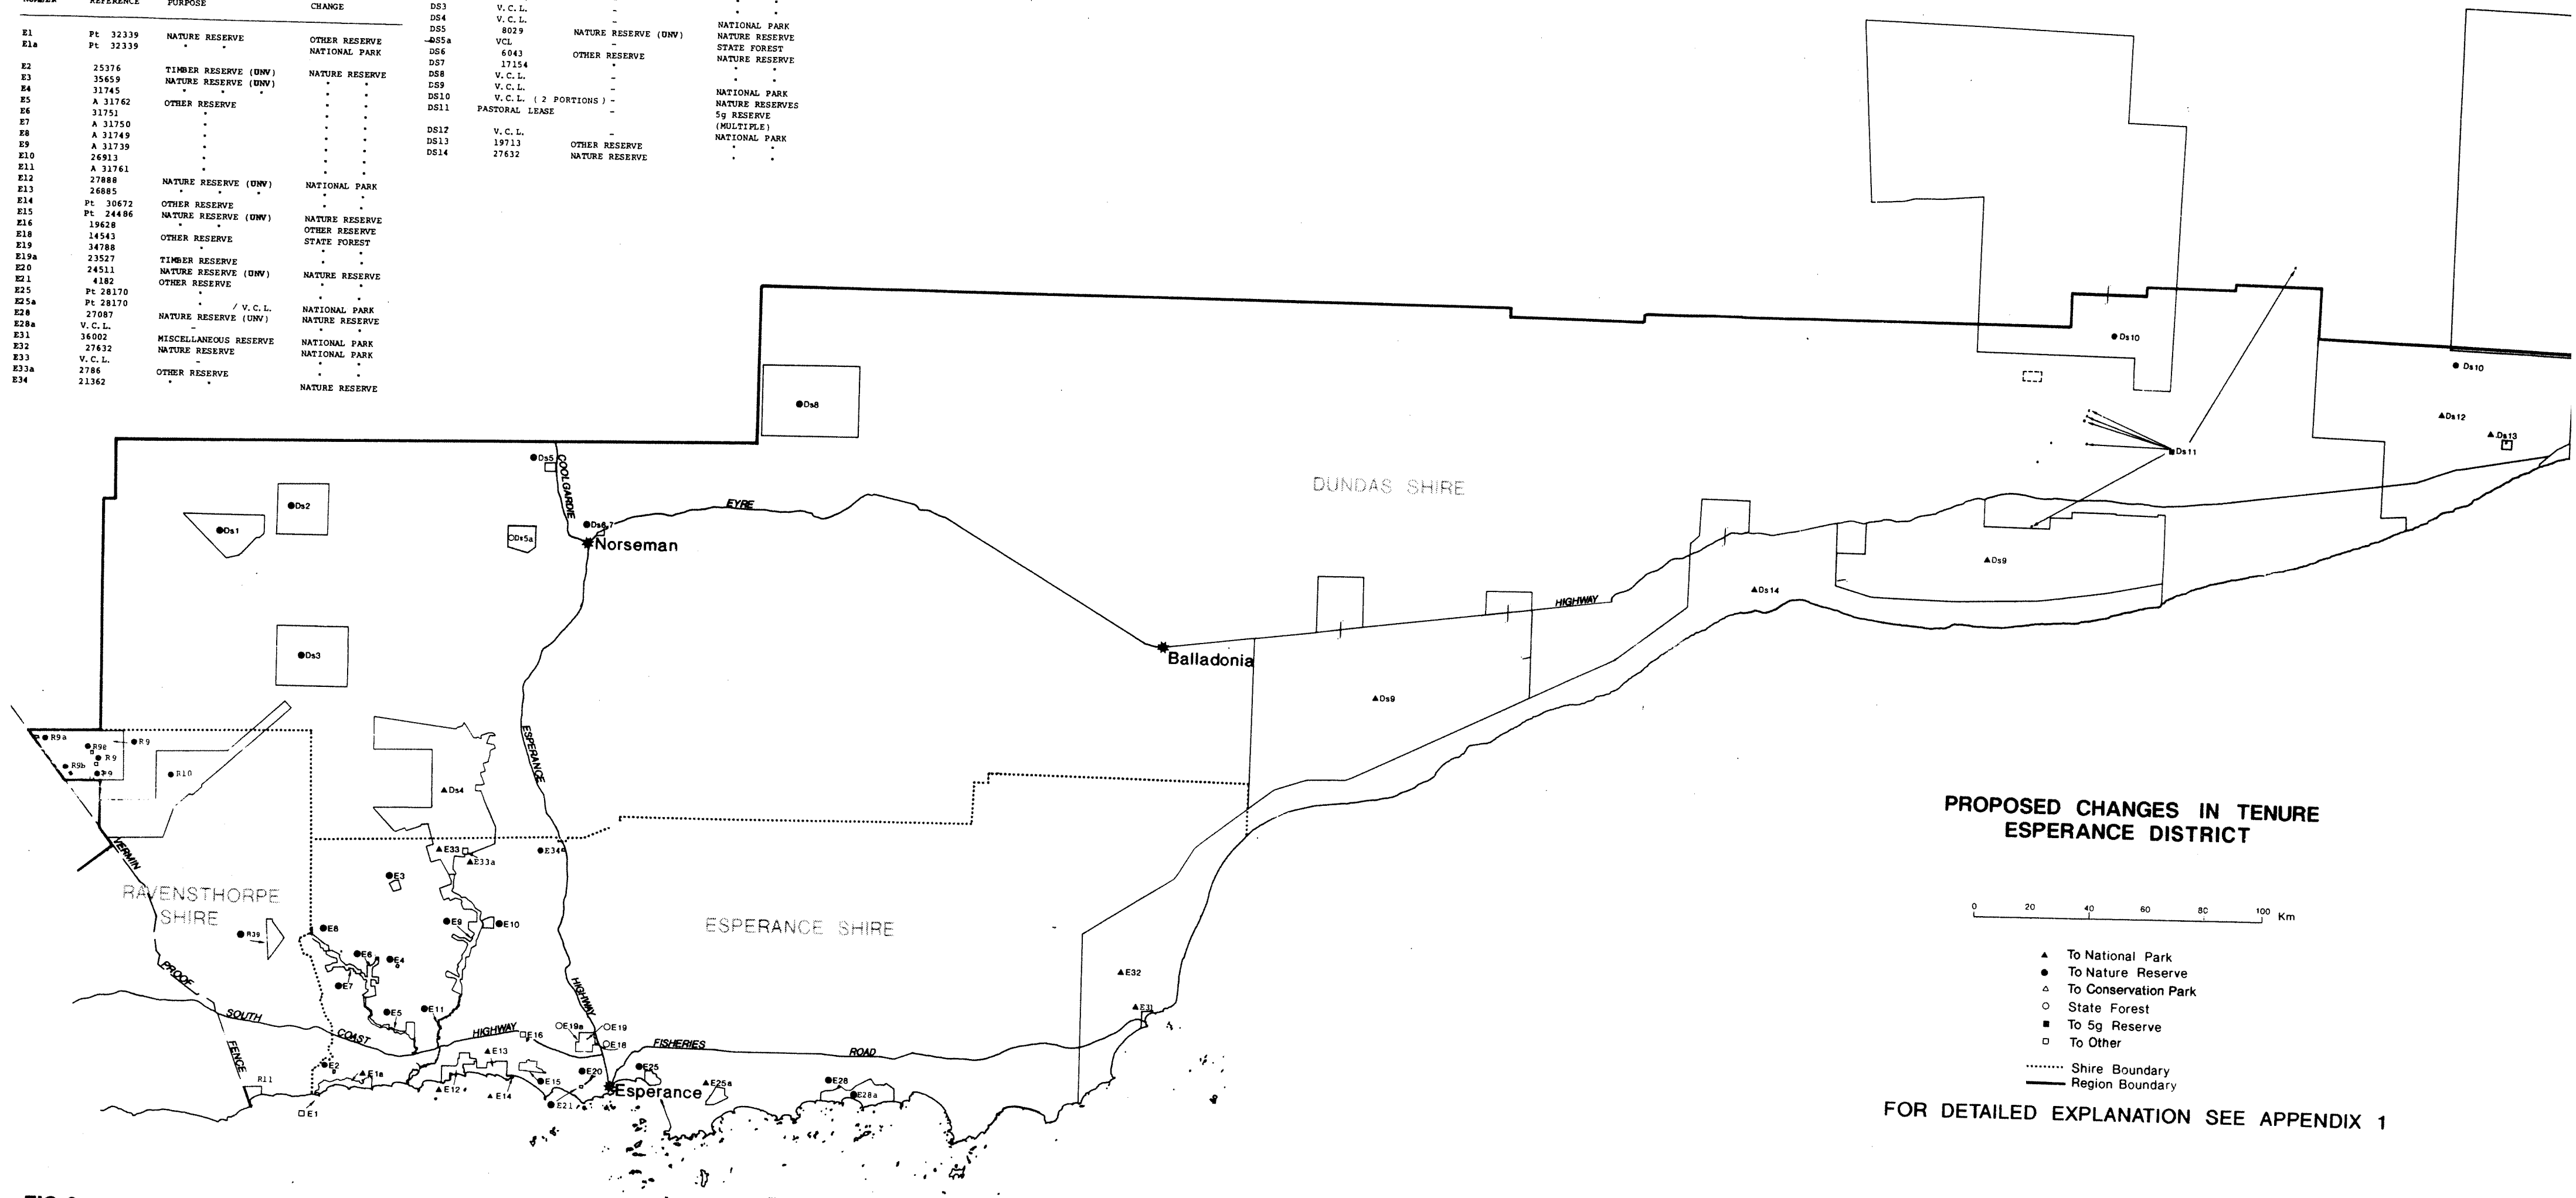 NUMBER REFERENCE PURPOSE CHANGE
E1 Pt 32339 NATURE RESERVE OTHER RESERVE
E1a Pt 32339 " " NATIONAL PARK
E2 25376 TIMBER RESERVE (UNV) NATURE RESERVE
E3 35659 NATURE RESERVE (UNV) " "
E4 31745 " " " " "
E5 A 31762 OTHER RESERVE " "
E6 31751 " " "
E7 A 31750 " " "
E8 A 31749 " " "
E9 A 31739 " " "
E10 26913 " " "
E11 A 31761 " " "
E12 27888 NATURE RESERVE (UNV) NATIONAL PARK
E13 26885 " " " " "
E14 Pt 30672 OTHER RESERVE " "
E15 Pt 24486 NATURE RESERVE (UNV) NATURE RESERVE
E16 19628 " " OTHER RESERVE
E18 14543 OTHER RESERVE STATE FOREST
E19 34788 " " "
E19a 23527 TIMBER RESERVE " "
E20 24511 NATURE RESERVE (UNV) NATURE RESERVE
E21 4182 OTHER RESERVE " "
E25 Pt 28170 " " "
E25a Pt 28170 " / V.C.L. NATIONAL PARK
E28 27087 NATURE RESERVE (UNV) NATURE RESERVE
E28a V.C.L. - " "
E31 36002 MISCELLANEOUS RESERVE NATIONAL PARK
E32 27632 NATURE RESERVE NATIONAL PARK
E33 V.C.L. - " "
E33a 2786 OTHER RESERVE " "
E34 21362 " " NATURE RESERVE
DS3 V.C.L. - " "
DS4 V.C.L. - NATIONAL PARK
DS5 8029 NATURE RESERVE (UNV) NATURE RESERVE
DS5a VCL - STATE FOREST
DS6 6043 OTHER RESERVE NATURE RESERVE
DS7 17154 " " "
DS8 V.C.L. - " "
DS9 V.C.L. - NATIONAL PARK
DS10 V.C.L. ( 2 PORTIONS ) - NATURE RESERVES
DS11 PASTORAL LEASE - 5g RESERVE
(MULTIPLE)
DS12 V.C.L. - NATIONAL PARK
DS13 19713 OTHER RESERVE " "
DS14 27632 NATURE RESERVE " "
Ds10
Ds10
Ds8
Ds12
Ds13
Ds11
Ds5
COOLGARDIE
DUNDAS SHIRE
Ds2
EYRE
Ds1
Ds6,7
Ds5a
Norseman
Ds9
Ds14
HIGHWAY
Ds3
Balladonia
Ds9
R9a
R9
R9e
R9
R9b
R9
R10
ESPERANCE
Ds4
VERMIN
E33
E33a
E34
E3
RAVENSTHORPE
SHIRE
E9
E10
E8
R39
ESPERANCE SHIRE
E6
E4
E7
PROOF
E32
HIGHWAY
E31
E5
E11
SOUTH
COAST
HIGHWAY
E16
E19a
E19
E18
FISHERIES
ROAD
FENCE
E13
E2
E1a
R11
E12
E14
E15
E20
E25
E25a
E28
E28a
Esperance
E1
E21
PROPOSED CHANGES IN TENURE
ESPERANCE DISTRICT
0 20 40 60 80 100 Km
To National Park
To Nature Reserve
To Conservation Park
State Forest
To 5g Reserve
To Other
Shire Boundary
Region Boundary
FOR DETAILED EXPLANATION SEE APPENDIX 1